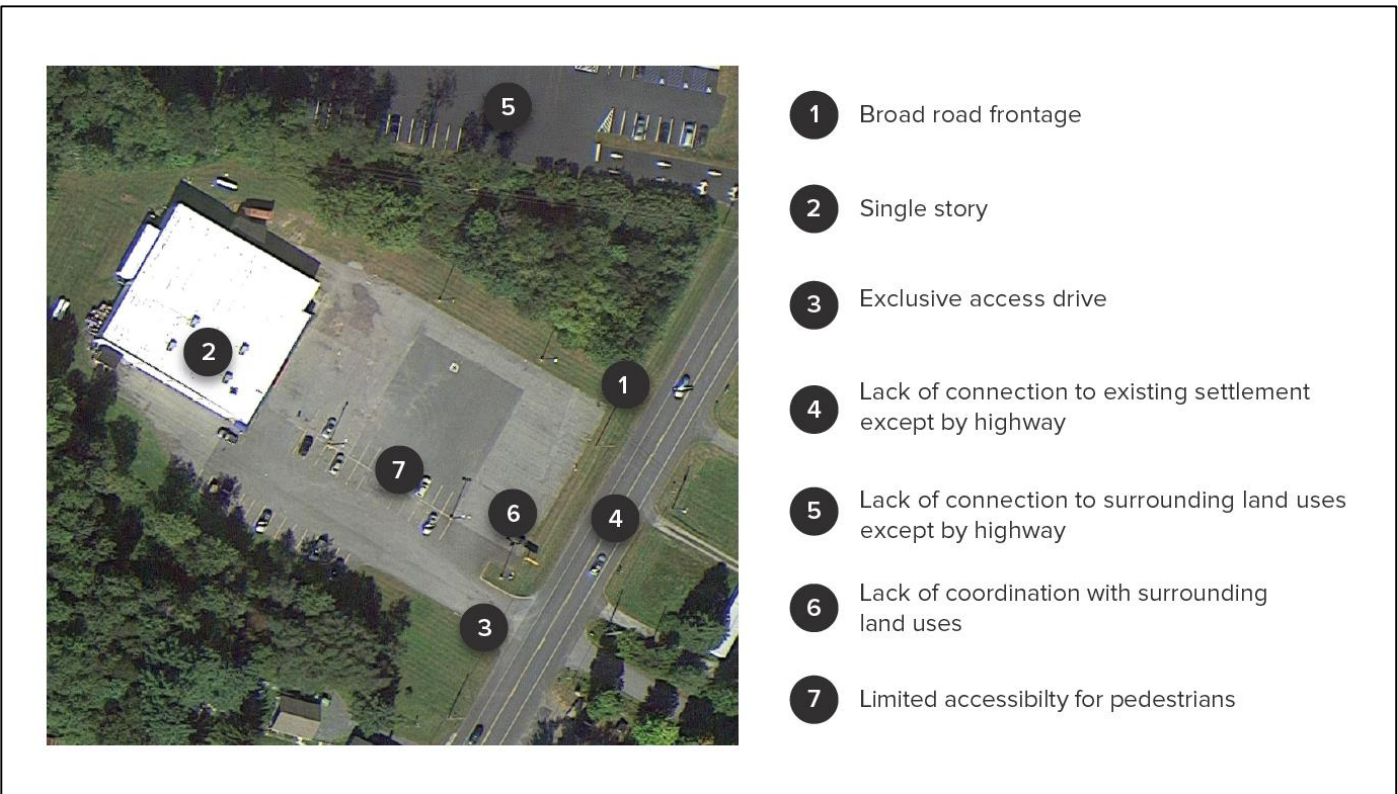 5
2
1
7
6
4
3
1 Broad road frontage
2 Single story
3 Exclusive access drive
4 Lack of connection to existing settlement
except by highway
5 Lack of connection to surrounding land uses
except by highway
6 Lack of coordination with surrounding
land uses
7 Limited accessibilty for pedestrians